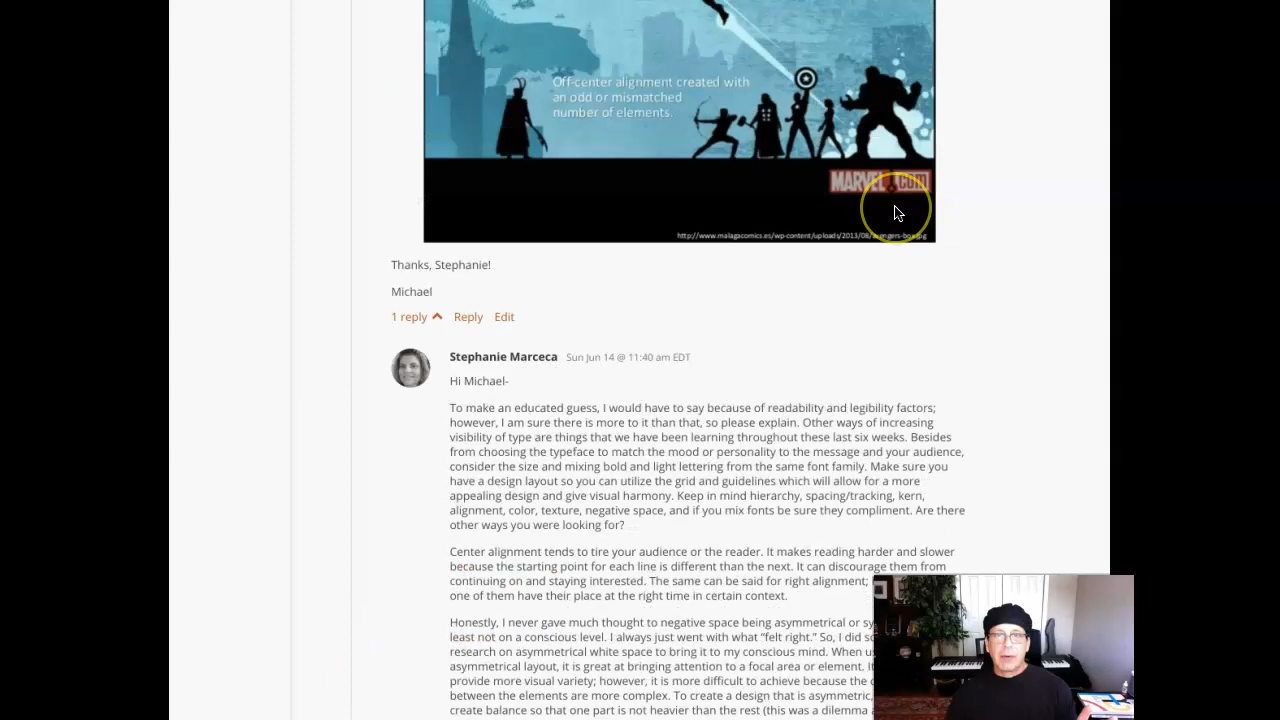 Off-center alignment created with
an odd or mismatched
number of elements.
MARVEL.com
Thanks, Stephanie!
Michael
1 reply Reply Edit
Stephanie Marceca Sun Jun 14 @ 11:40 am EDT
Hi Michael-
To make an educated guess, I would have to say because of readability and legibility factors;
however, I am sure there is more to it than that, so please explain. Other ways of increasing
visibility of type are things that we have been learning throughout these last six weeks. Besides
from choosing the typeface to match the mood or personality to the message and your audience,
consider the size and mixing bold and light lettering from the same font family. Make sure you
have a design layout so you can utilize the grid and guidelines which will allow for a more
appealing design and give visual harmony. Keep in mind hierarchy, spacing/tracking, kern,
alignment, color, texture, negative space, and if you mix fonts be sure they compliment. Are there
other ways you were looking for?
Center alignment tends to tire your audience or the reader. It makes reading harder and slower
because the starting point for each line is different than the next. It can discourage them from
continuing on and staying interested. The same can be said for right alignment;
one of them have their place at the right time in certain context.
Honestly, I never gave much thought to negative space being asymmetrical or
least not on a conscious level. I always just went with what “felt right.” So, I did
research on asymmetrical white space to bring it to my conscious mind. When
asymmetrical layout, it is great at bringing attention to a focal area or element.
provide more visual variety; however, it is more difficult to achieve because the
between the elements are more complex. To create a design that is asymmetric,
create balance so that one part is not heavier than the rest (this was a dilemma